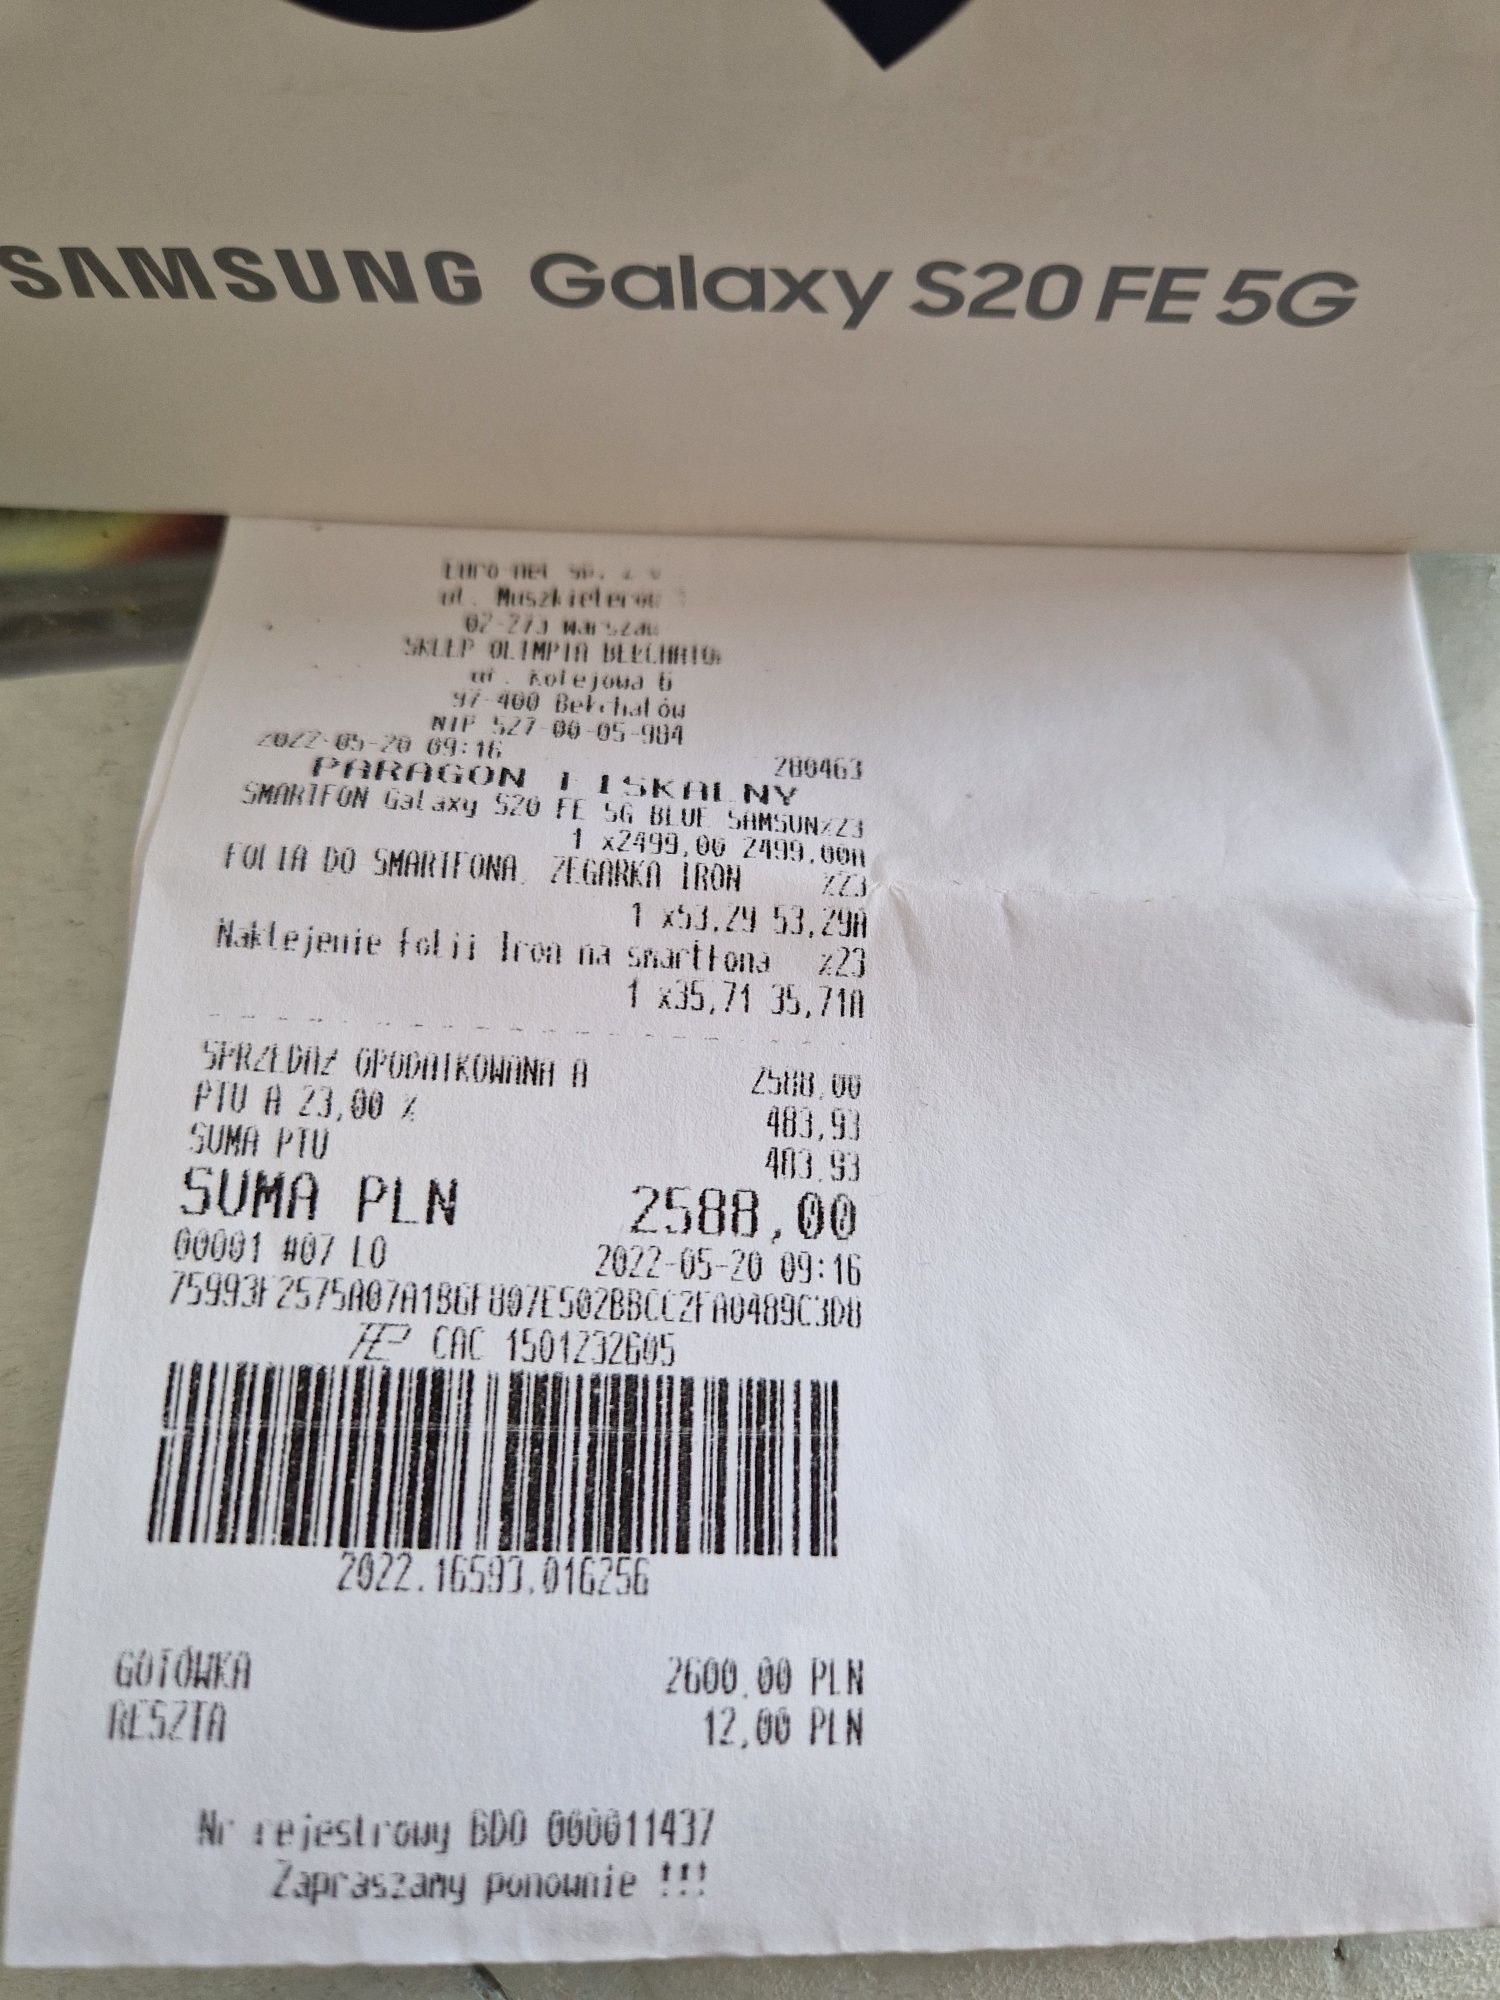 SAMSUNG Galaxy S20 FE 5G
Euro-net sp. z o
ul. Muszkieterów
02-273 Warszaw
SKLEP OLIMPIA BEŁCHATÓW
ul. Kolejowa 6
97-400 Bełchatów
NIP 527-00-05-984
2022-05-20 09:16 280463
PARAGON FISKALNY
SMARTFON Galaxy S20 FE 5G BLUE SAMSUN%23
1 x2499,00 2499,00A
FOLIA DO SMARTFONA, ZEGARKA IRON %23
1 x53,29 53,29A
Naklejenie folii Iron na smartfona %23
1 x35,71 35,71A
SPRZEDAŻ OPODATKOWANA A 2588,00
PTU A 23,00 % 483,93
SUMA PTU 483,93
SUMA PLN 2588,00
00001 #07 LO 2022-05-20 09:16
75993F2575A07A1B6F807E502BBCC2FA0489C3D8
CAC 1501232605
2022.16593.016256
GOTÓWKA 2600,00 PLN
RESZTA 12,00 PLN
Nr rejestrowy BDO 000011437
Zapraszamy ponownie !!!